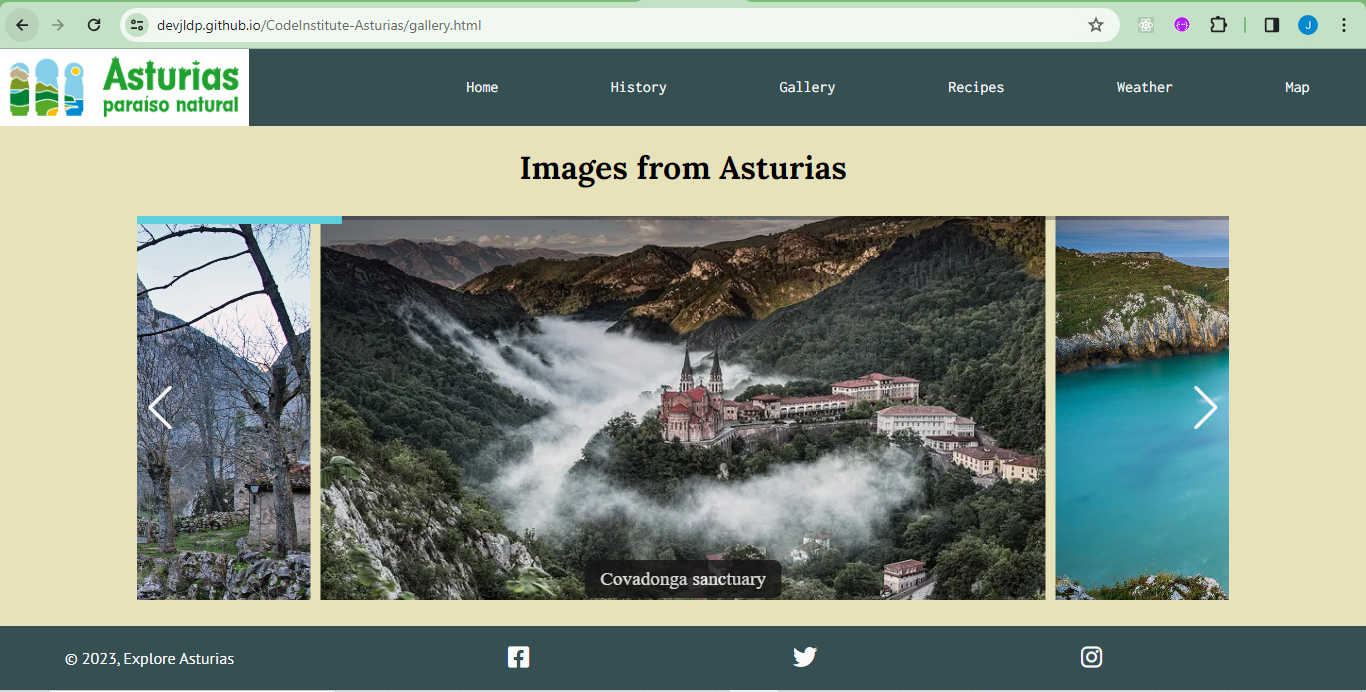 devjldp.github.io/CodeInstitute-Asturias/gallery.html
J
Asturias
paraíso natural
Home History Gallery Recipes Weather Map
Images from Asturias
Covadonga sanctuary
© 2023, Explore Asturias